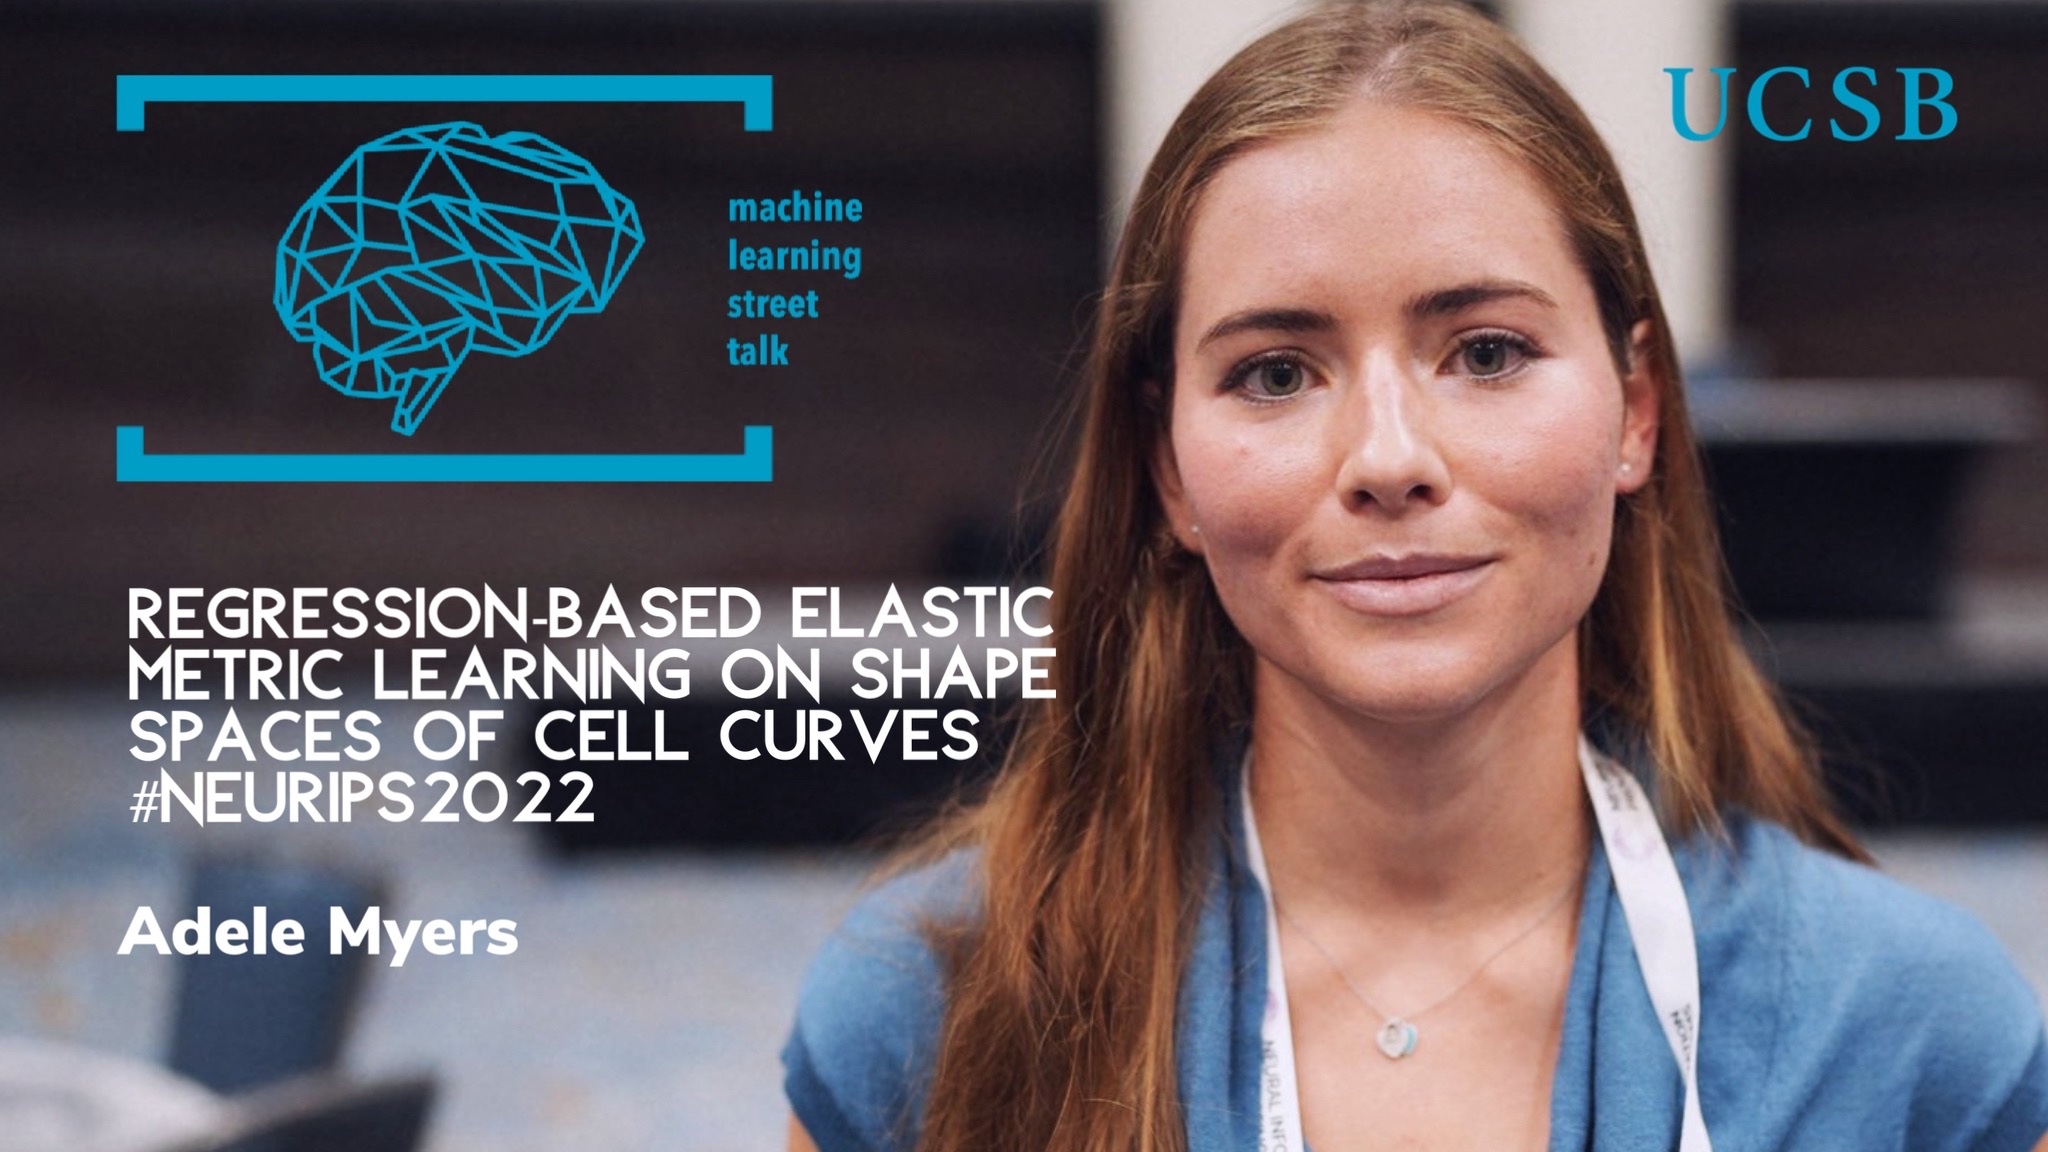 machine
learning
street
talk
UCSB
REGRESSION-BASED ELASTIC
METRIC LEARNING ON SHAPE
SPACES OF CELL CURVES
#NEURIPS2022
Adele Myers
NEURAL INFO